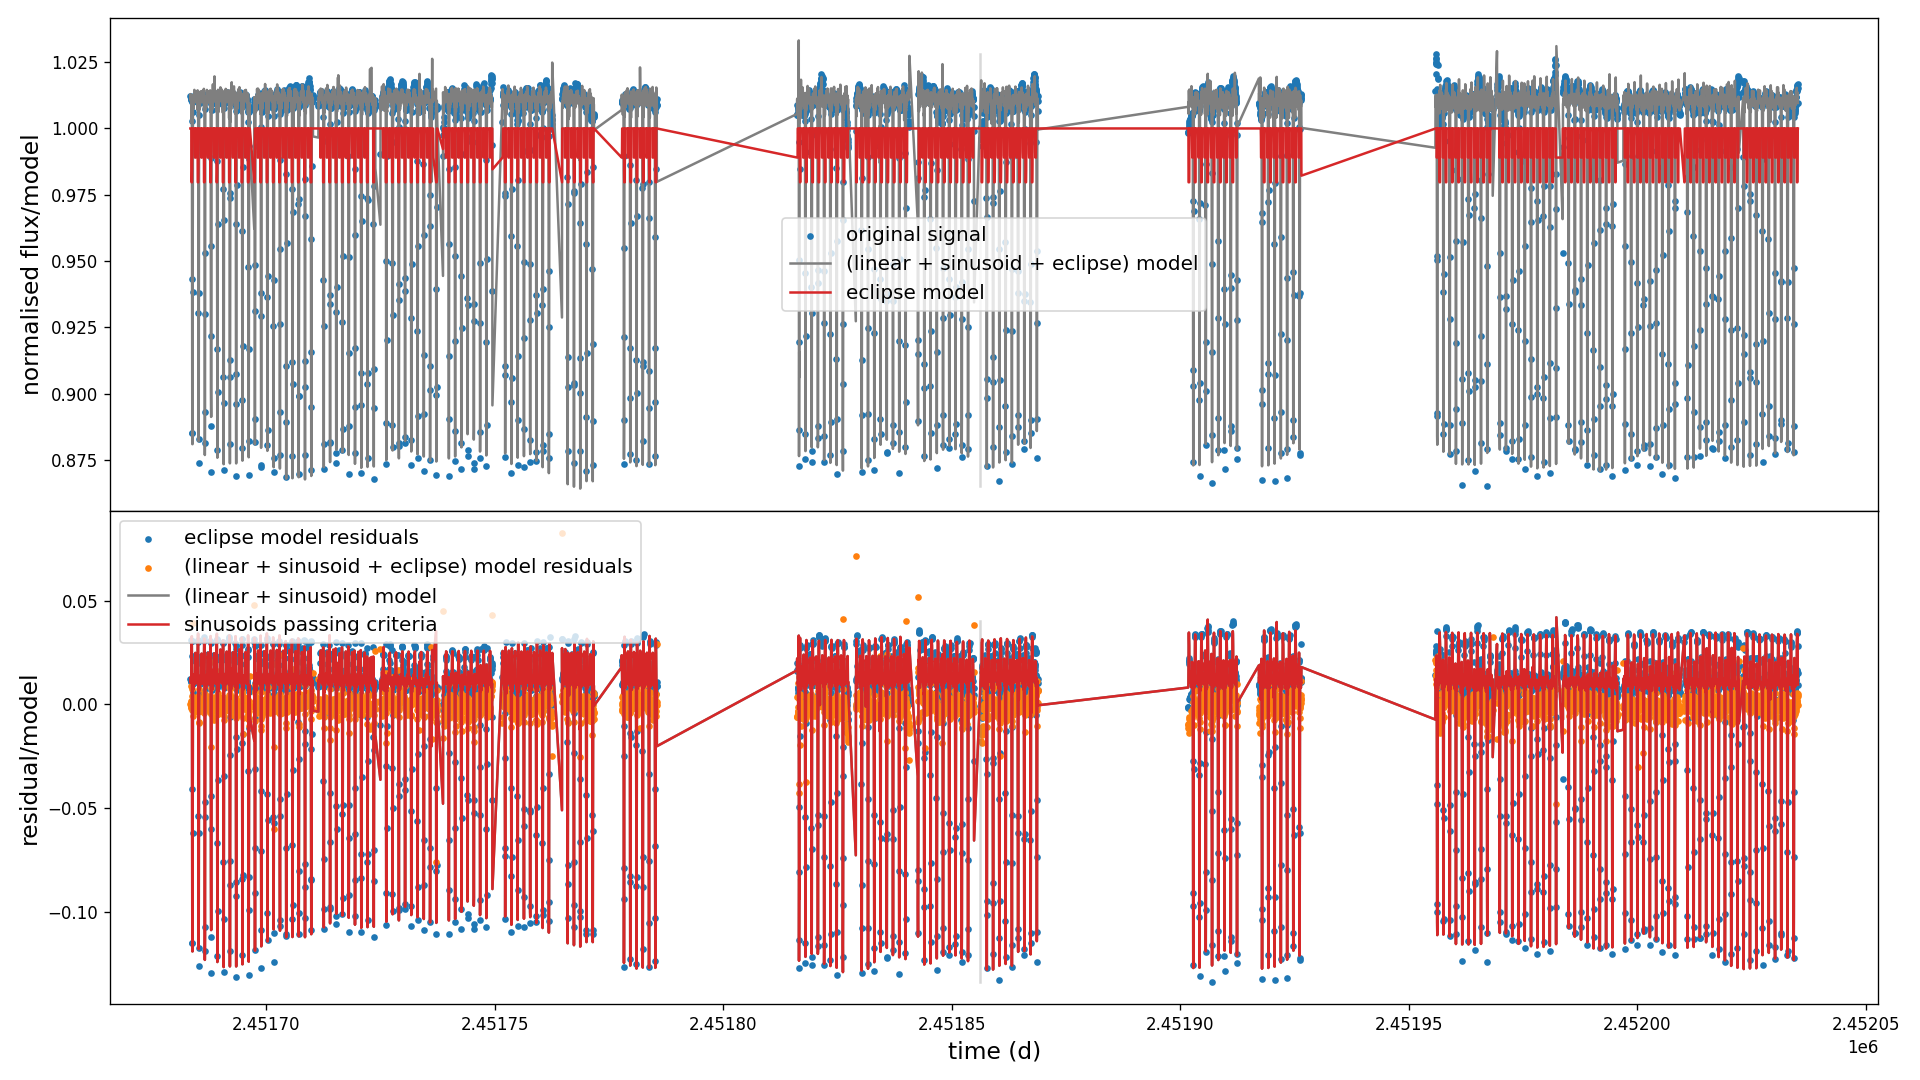 normalised flux/model
1.025
1.000
0.975
0.950
0.925
0.900
0.875
original signal
(linear + sinusoid + eclipse) model
eclipse model
residual/model
0.05
0.00
−0.05
−0.10
eclipse model residuals
(linear + sinusoid + eclipse) model residuals
(linear + sinusoid) model
sinusoids passing criteria
2.45170
2.45175
2.45180
2.45185
2.45190
2.45195
2.45200
2.45205
1e6
time (d)